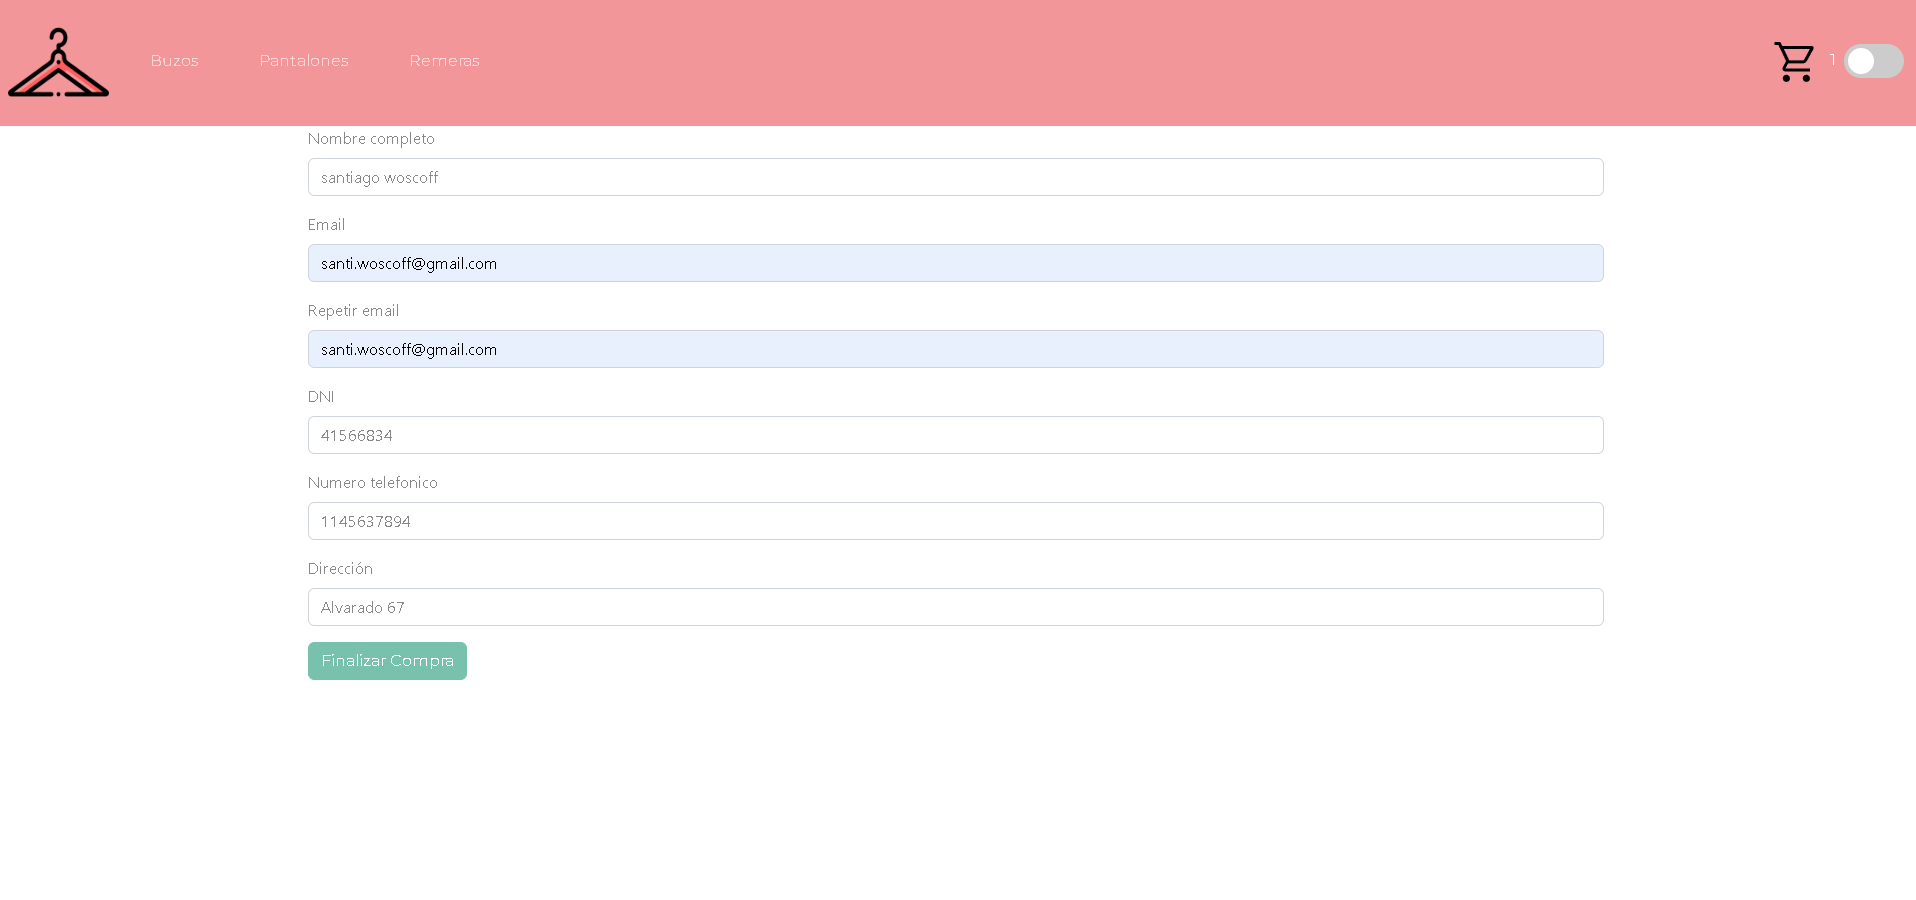 Buzos Pantalones Remeras 1
Nombre completo
santiago woscoff
Email
santi.woscoff@gmail.com
Repetir email
santi.woscoff@gmail.com
DNI
41566834
Numero telefonico
1145637894
Dirección
Alvarado 67
Finalizar Compra